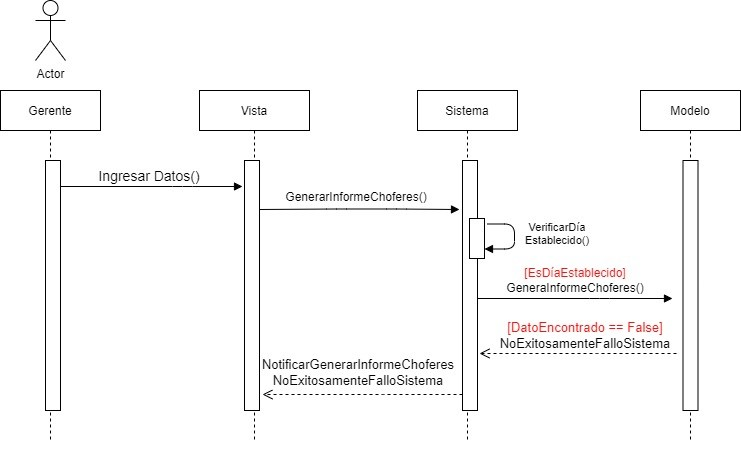 Actor
Gerente
Vista
Sistema
Modelo
Ingresar Datos()
GenerarInformeChoferes()
VerificarDía
Establecido()
[EsDíaEstablecido]
GeneraInformeChoferes()
[DatoEncontrado == False]
NoExitosamenteFalloSistema
NotificarGenerarInformeChoferes
NoExitosamenteFalloSistema